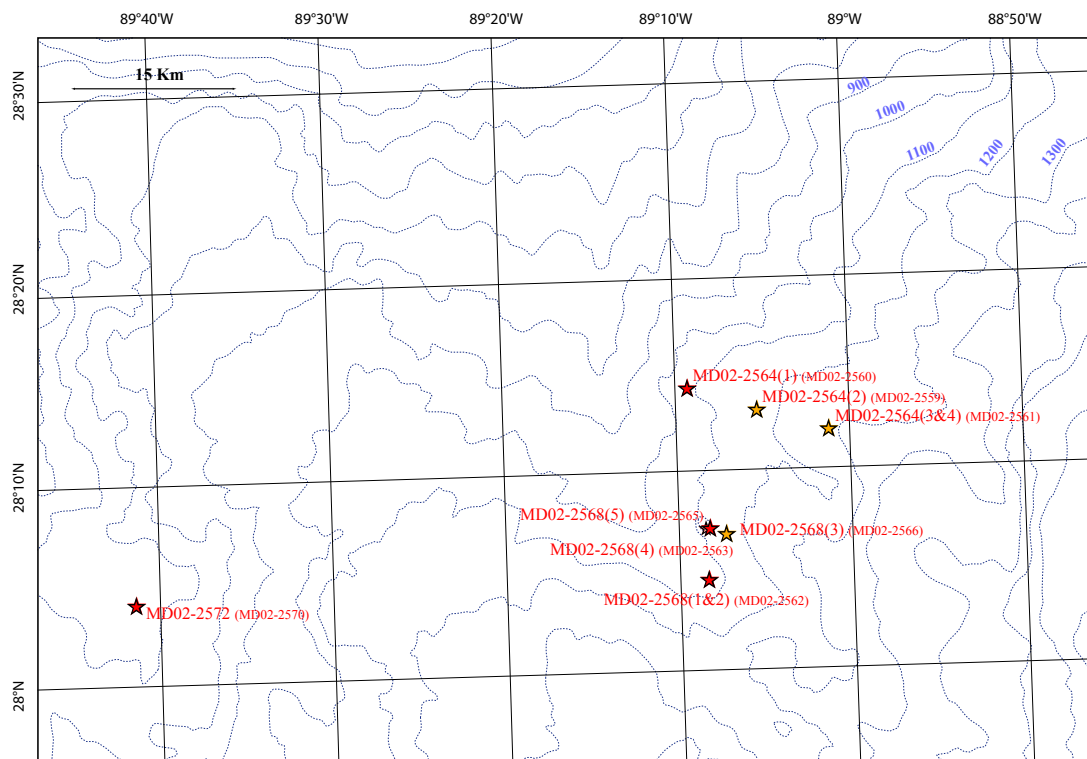 89°40'W
89°30'W
89°20'W
89°10'W
89°W
88°50'W
15 Km
28°30'N
900
1000
1100
1200
1300
28°20'N
MD02-2564(1) (MD02-2560)
MD02-2564(2) (MD02-2559)
MD02-2564(3&4) (MD02-2561)
28°10'N
MD02-2568(5) (MD02-2565)
MD02-2568(3) (MD02-2566)
MD02-2568(4) (MD02-2563)
MD02-2568(1&2) (MD02-2562)
MD02-2572 (MD02-2570)
28°N